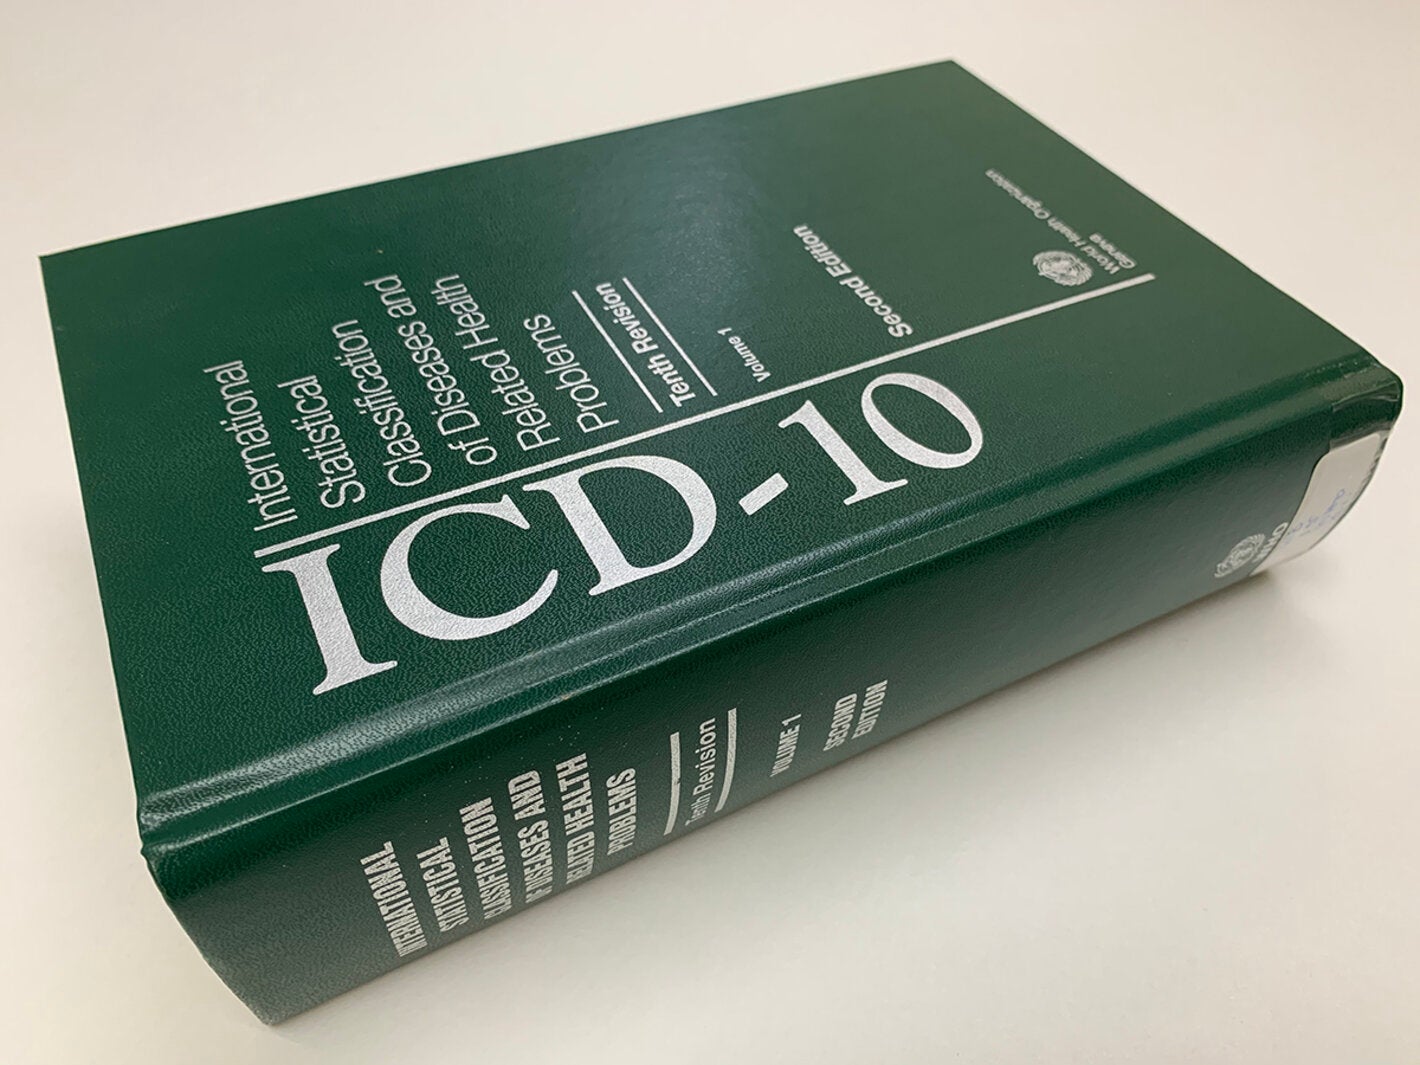 International
Statistical
Classification
of Diseases and
Related Health
Problems
Tenth Revision
Volume 1
Second Edition
World Health Organization
Geneva
ICD-10
INTERNATIONAL
STATISTICAL
CLASSIFICATION
OF DISEASES AND
RELATED HEALTH
PROBLEMS
Tenth Revision
VOLUME 1
SECOND
EDITION
WHO